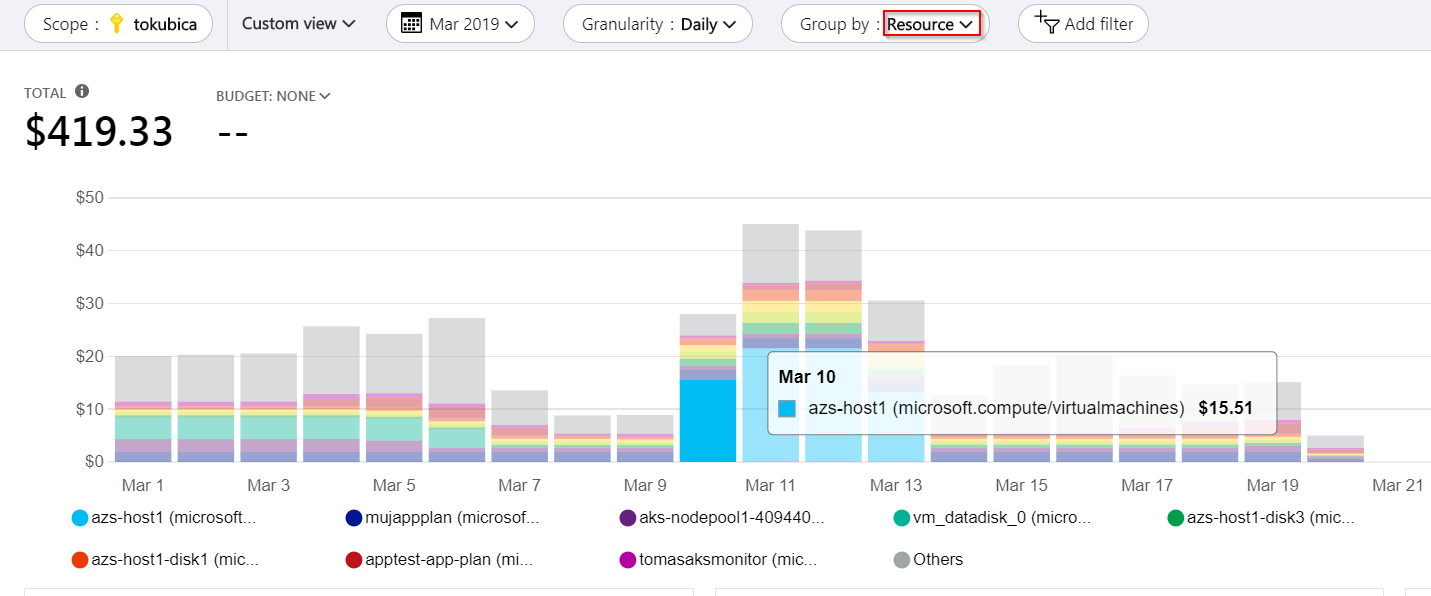 Scope : tokubica Custom view Mar 2019 Granularity : Daily Group by : Resource Add filter
TOTAL BUDGET: NONE
$419.33 --
$50
$40
$30
$20
$10
$0
Mar 10
azs-host1 (microsoft.compute/virtualmachines) $15.51
Mar 1 Mar 3 Mar 5 Mar 7 Mar 9 Mar 11 Mar 13 Mar 15 Mar 17 Mar 19 Mar 21
azs-host1 (microsoft... mujappplan (microsof... aks-nodepool1-409440... vm_datadisk_0 (micro... azs-host1-disk3 (mic...
azs-host1-disk1 (mic... apptest-app-plan (mi... tomasaksmonitor (mic... Others